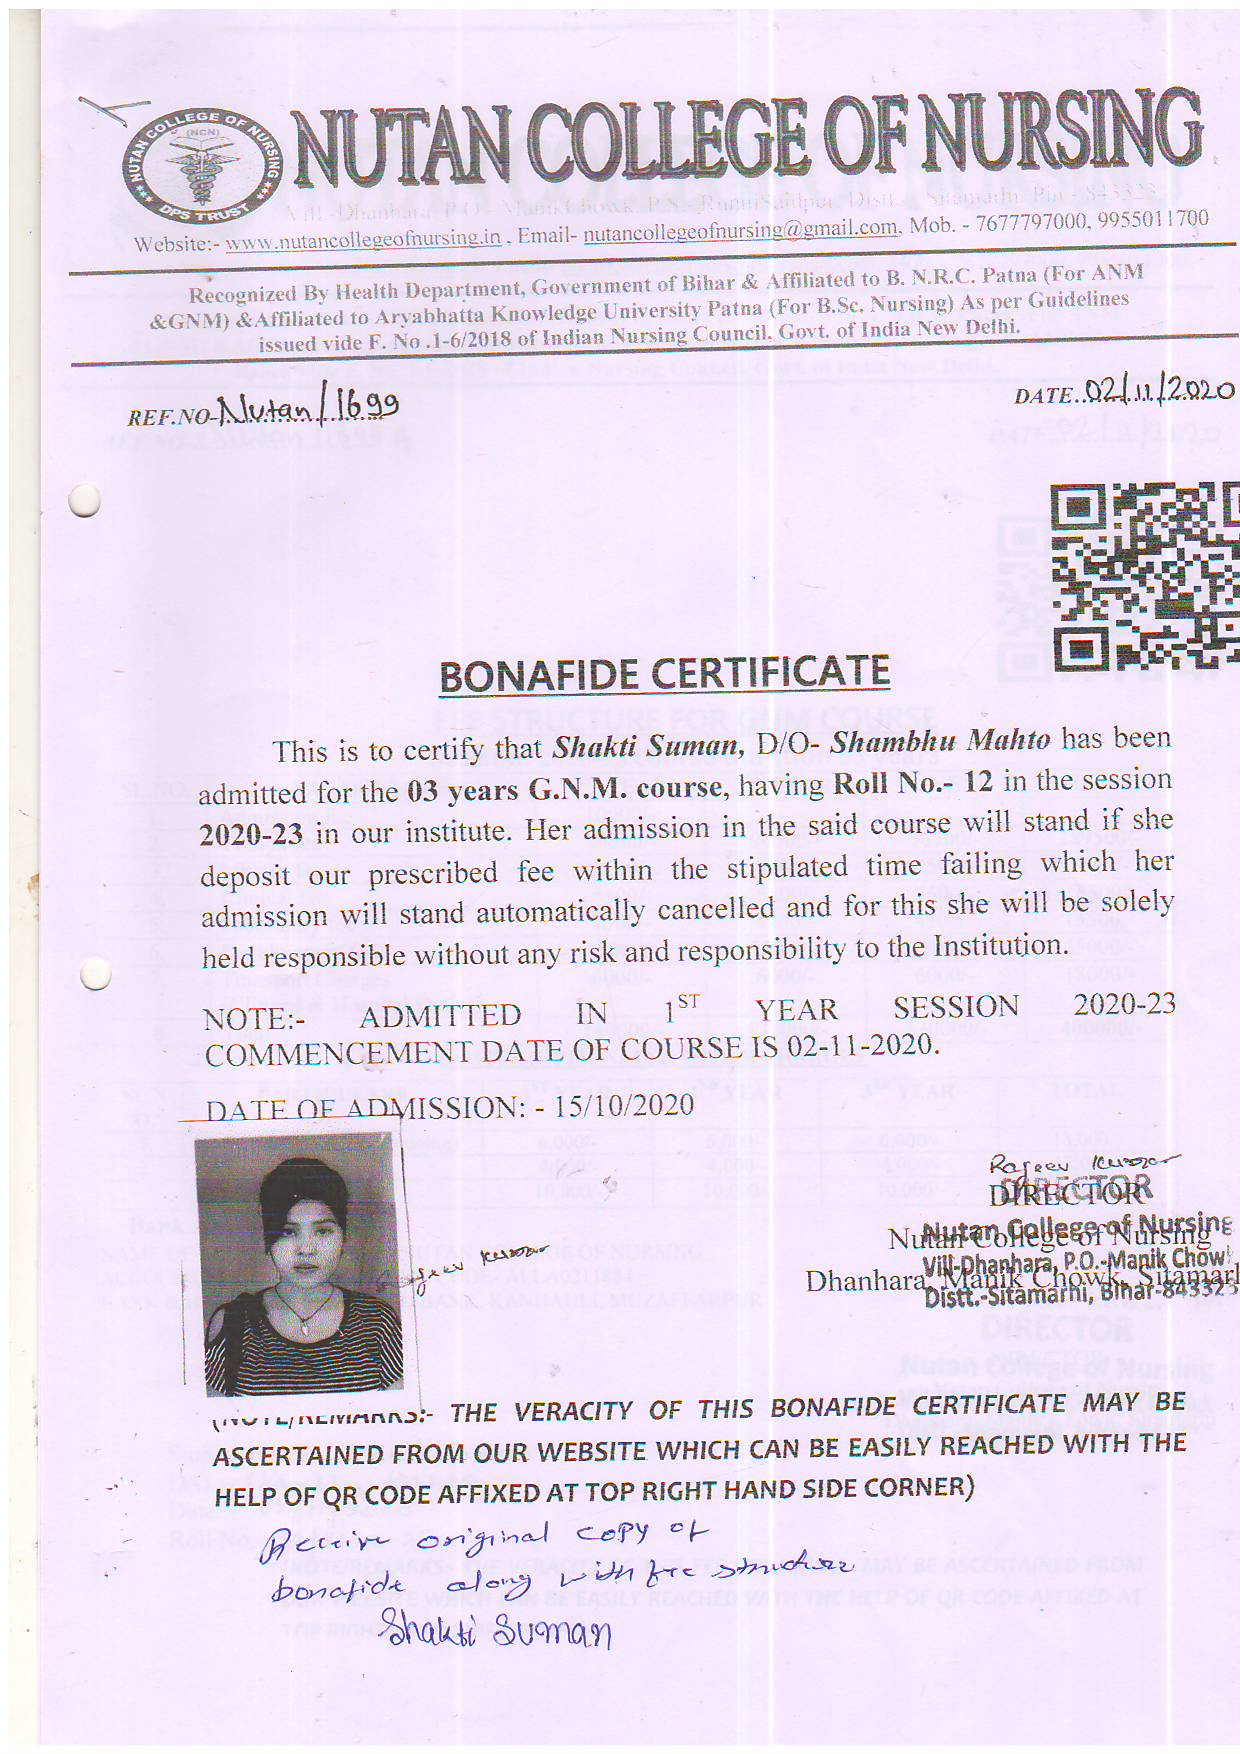 NUTAN COLLEGE OF NURSING
NUTAN COLLEGE OF NURSING
(NCN)
DPS TRUST
Vill.-Dhanhara, P.O.- Manik Chowk, P.S.- Runni Saidpur, Distt.- Sitamarhi Pin - 843323
Website:- www.nutancollegeofnursing.in , Email- nutancollegeofnursing@gmail.com, Mob. - 7677797000, 9955011700
Recognized By Health Department, Government of Bihar & Affiliated to B. N.R.C. Patna (For ANM
&GNM) &Affiliated to Aryabhatta Knowledge University Patna (For B.Sc. Nursing) As per Guidelines
issued vide F. No .1-6/2018 of Indian Nursing Council, Govt. of India New Delhi.
REF.NO-Nutan/1699
DATE..02/11/2020
BONAFIDE CERTIFICATE
This is to certify that Shakti Suman, D/O- Shambhu Mahto has been
admitted for the 03 years G.N.M. course, having Roll No.- 12 in the session
2020-23 in our institute. Her admission in the said course will stand if she
deposit our prescribed fee within the stipulated time failing which her
admission will stand automatically cancelled and for this she will be solely
held responsible without any risk and responsibility to the Institution.
NOTE:- ADMITTED IN 1ST YEAR SESSION 2020-23
COMMENCEMENT DATE OF COURSE IS 02-11-2020.
DATE OF ADMISSION: - 15/10/2020
Rajeev Kumar
Rajeev Kumar
DIRECTOR
DIRECTOR
Nutan College of Nursing
Nutan College of Nursing
Vill-Dhanhara, P.O.-Manik Chow
Dhanhara, Manik Chowk, Sitamarh
Distt.-Sitamarhi, Bihar-843323
(NOTE/REMARKS:- THE VERACITY OF THIS BONAFIDE CERTIFICATE MAY BE
ASCERTAINED FROM OUR WEBSITE WHICH CAN BE EASILY REACHED WITH THE
HELP OF QR CODE AFFIXED AT TOP RIGHT HAND SIDE CORNER)
Receive original copy of
bonafide along with fee structure
Shakti Suman